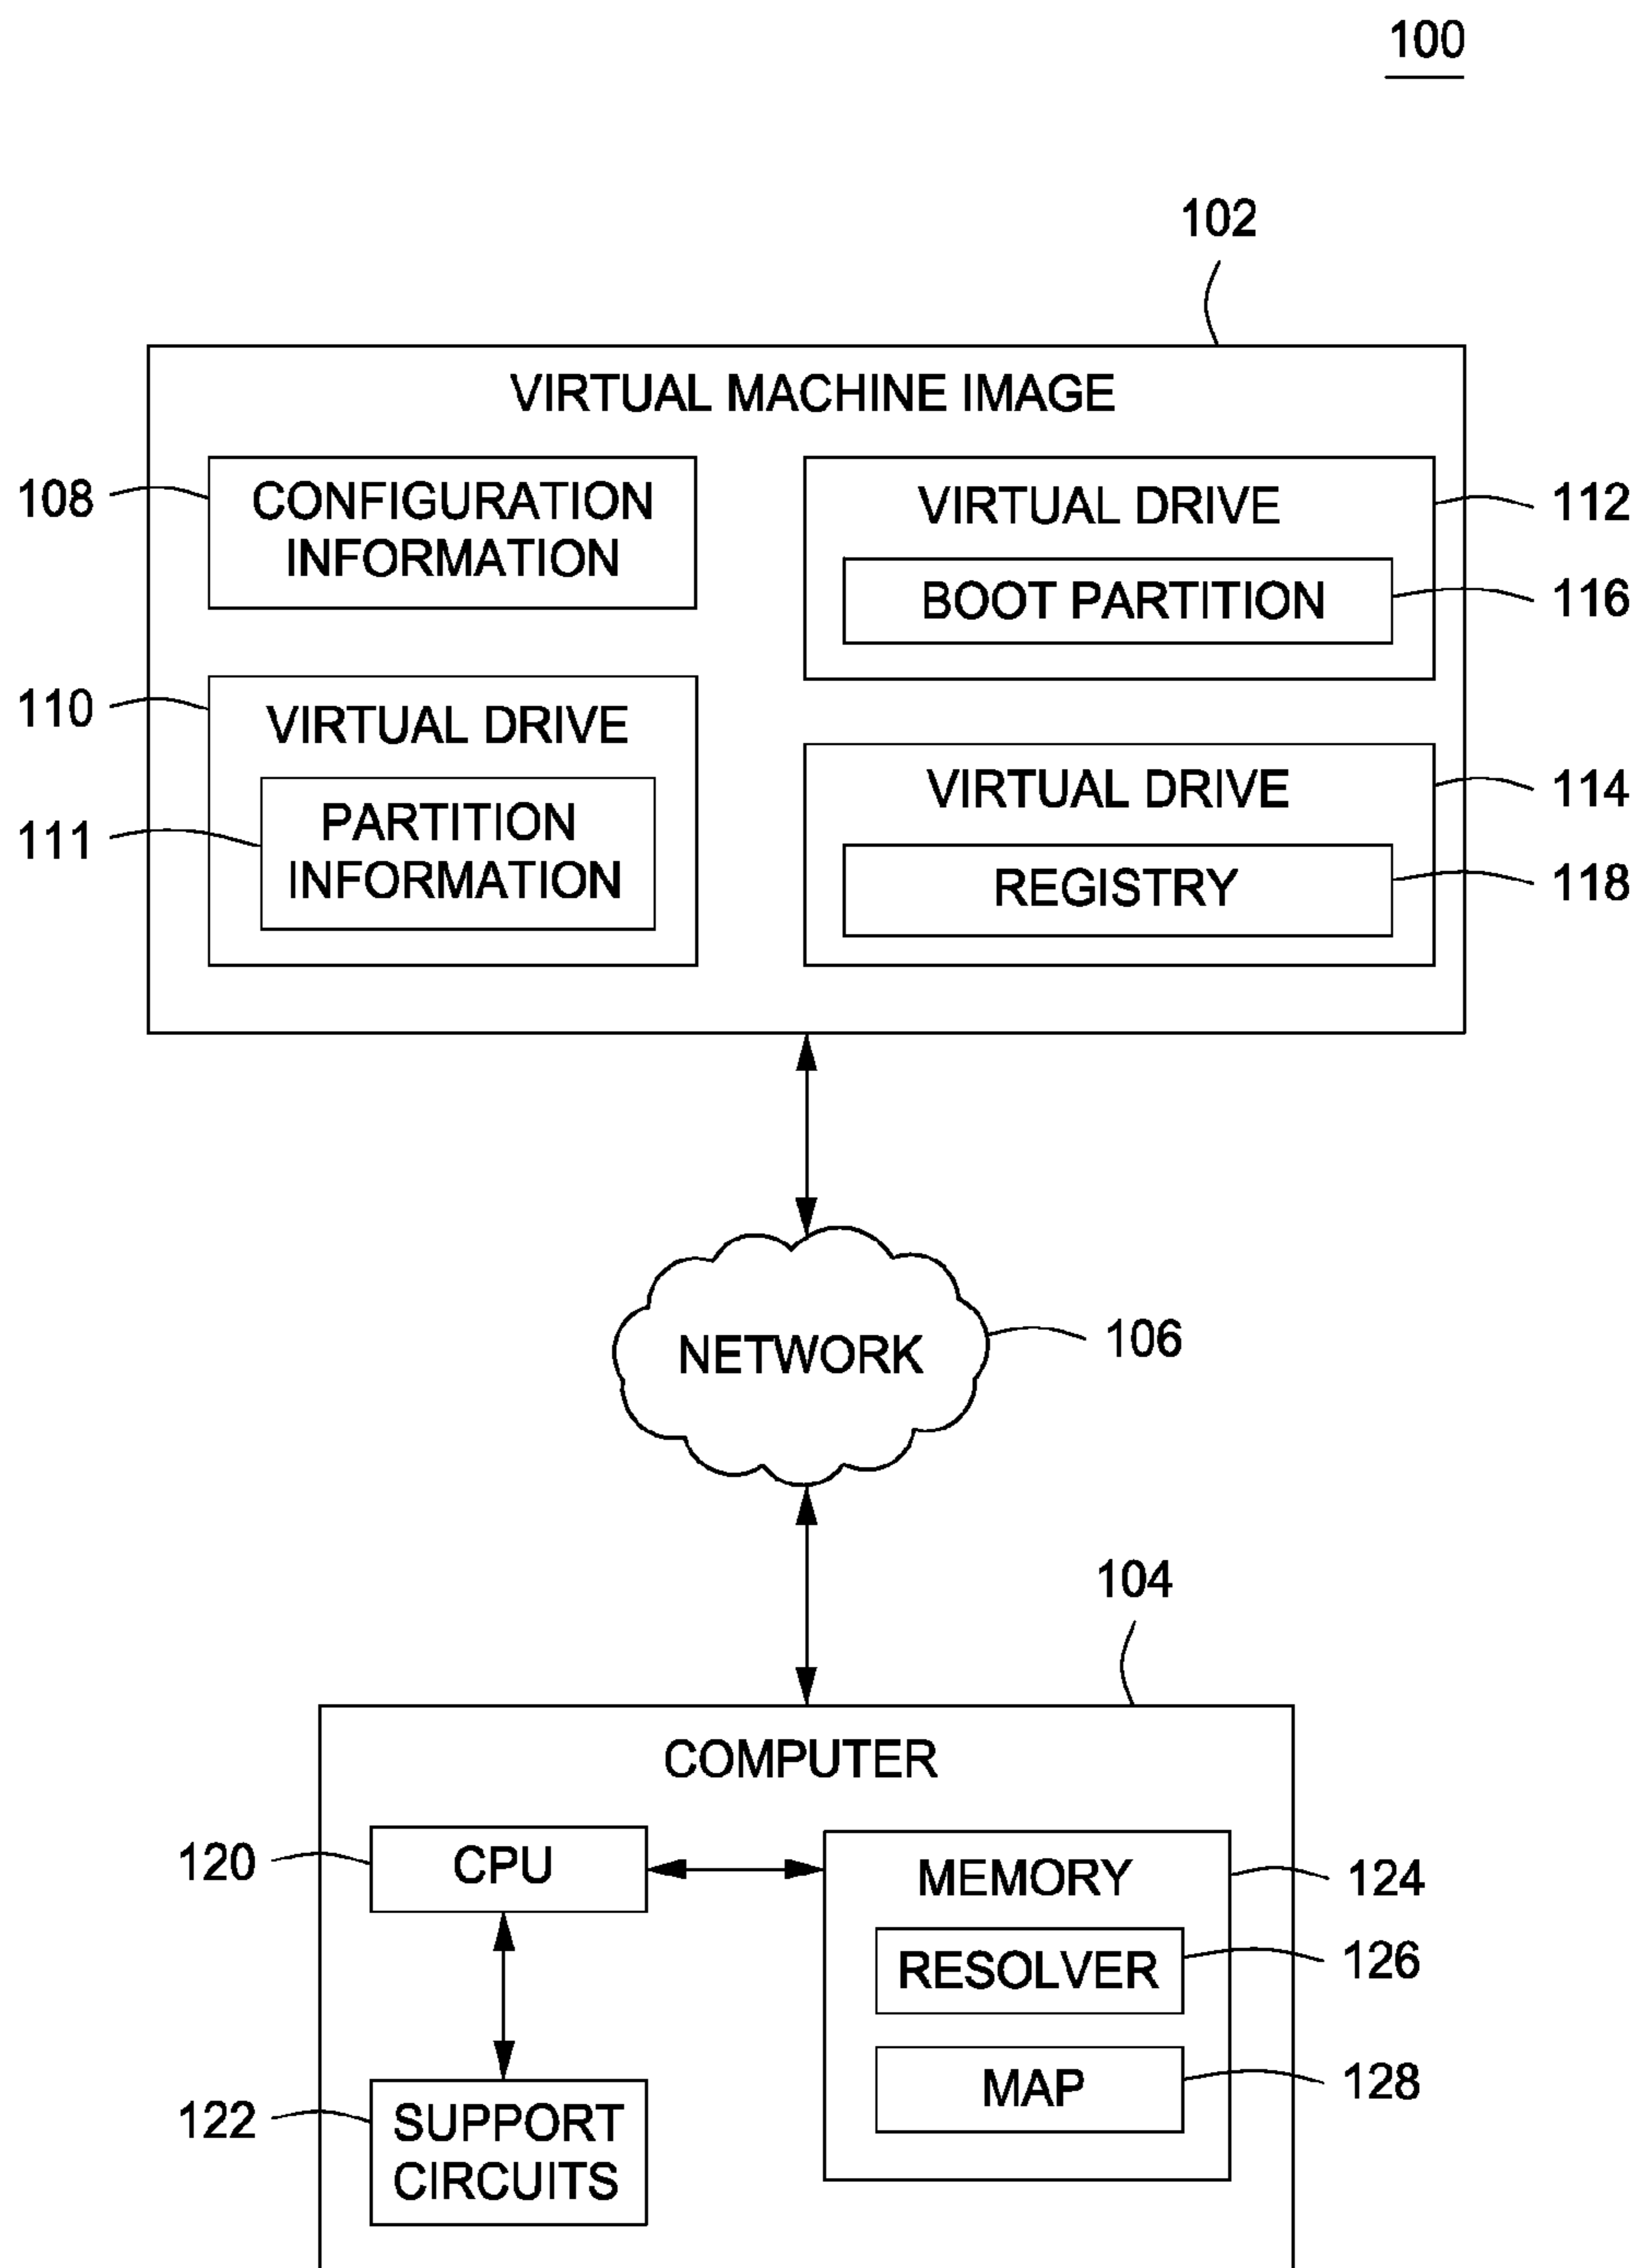 100
102
VIRTUAL MACHINE IMAGE
108
CONFIGURATION
INFORMATION
VIRTUAL DRIVE
112
BOOT PARTITION
116
110
VIRTUAL DRIVE
111
PARTITION
INFORMATION
VIRTUAL DRIVE
114
REGISTRY
118
NETWORK
106
104
COMPUTER
120
CPU
MEMORY
124
RESOLVER
126
MAP
128
122
SUPPORT
CIRCUITS